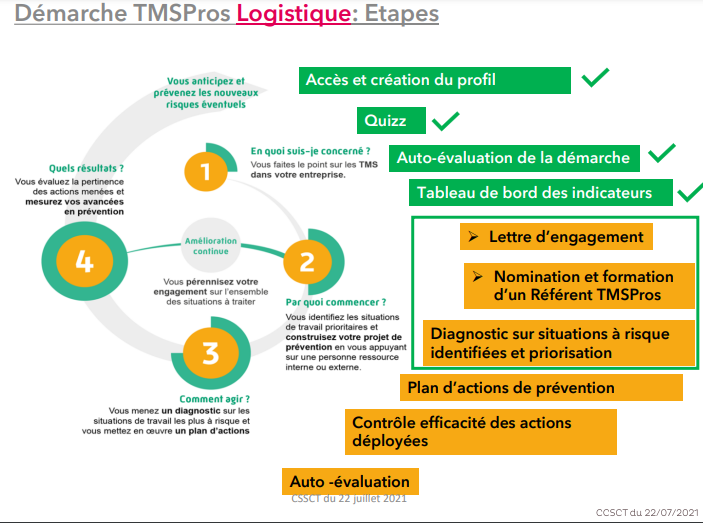 Démarche TMSPros Logistique: Etapes
Vous anticipez et
prévenez les nouveaux
risques éventuels
Accès et création du profil
Quizz
1
En quoi suis-je concerné ?
Vous faites le point sur les TMS
dans votre entreprise.
Auto-évaluation de la démarche
Tableau de bord des indicateurs
Quels résultats ?
Vous évaluez la pertinence
des actions menées et
mesurez vos avancées
en prévention
4
Amélioration
continue
2
Vous pérennisez votre
engagement sur l'ensemble
des situations à traiter
Par quoi commencer ?
Vous identifiez les situations
de travail prioritaires et
construisez votre projet de
prévention en vous appuyant
sur une personne ressource
interne ou externe.
3
Comment agir ?
Vous menez un diagnostic sur les
situations de travail les plus à risque et
vous mettez en œuvre un plan d'actions
➢ Lettre d'engagement
➢ Nomination et formation
d'un Référent TMSPros
Diagnostic sur situations à risque
identifiées et priorisation
Plan d'actions de prévention
Contrôle efficacité des actions
déployées
Auto -évaluation
CSSCT du 22 juillet 2021
CCSCT du 22/07/2021